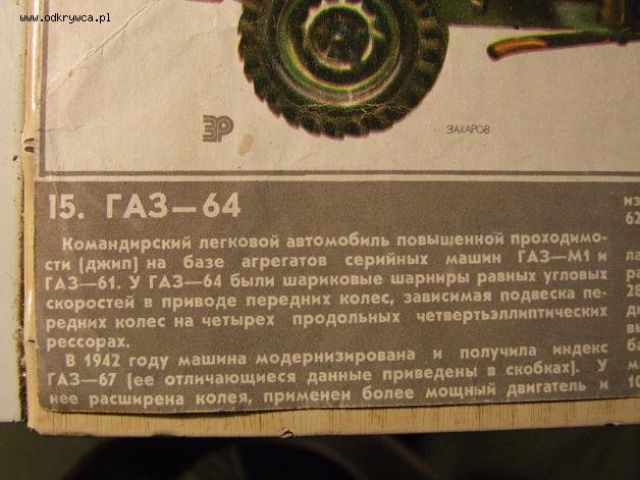 www.odkrywca.pl
ЗР
ЗАХАРОВ
15. ГАЗ—64
Командирский легковой автомобиль повышенной проходимо-
сти (джип) на базе агрегатов серийных машин ГАЗ—М1 и
ГАЗ—61. У ГАЗ—64 были шариковые шарниры равных угловых
скоростей в приводе передних колес, зависимая подвеска пе-
редних колес на четырех продольных четвертьэллиптических
рессорах.
В 1942 году машина модернизирована и получила индекс
ГАЗ—67 (ее отличающиеся данные приведены в скобках). У
нее расширена колея, применен более мощный двигатель и
из